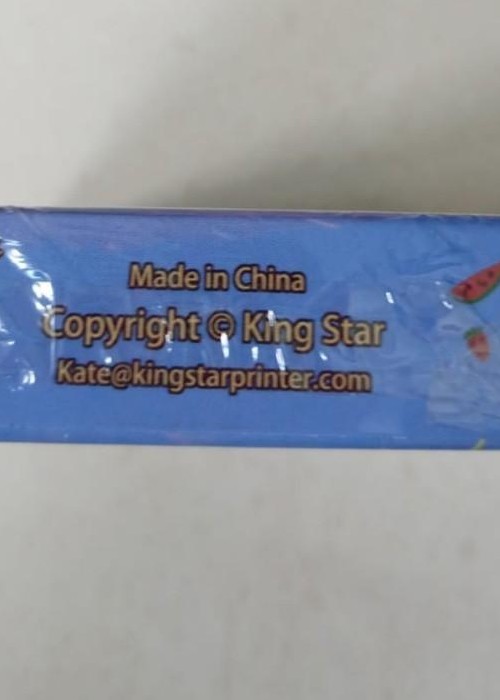 Made in China
Copyright © King Star
Kate@kingstarprinter.com